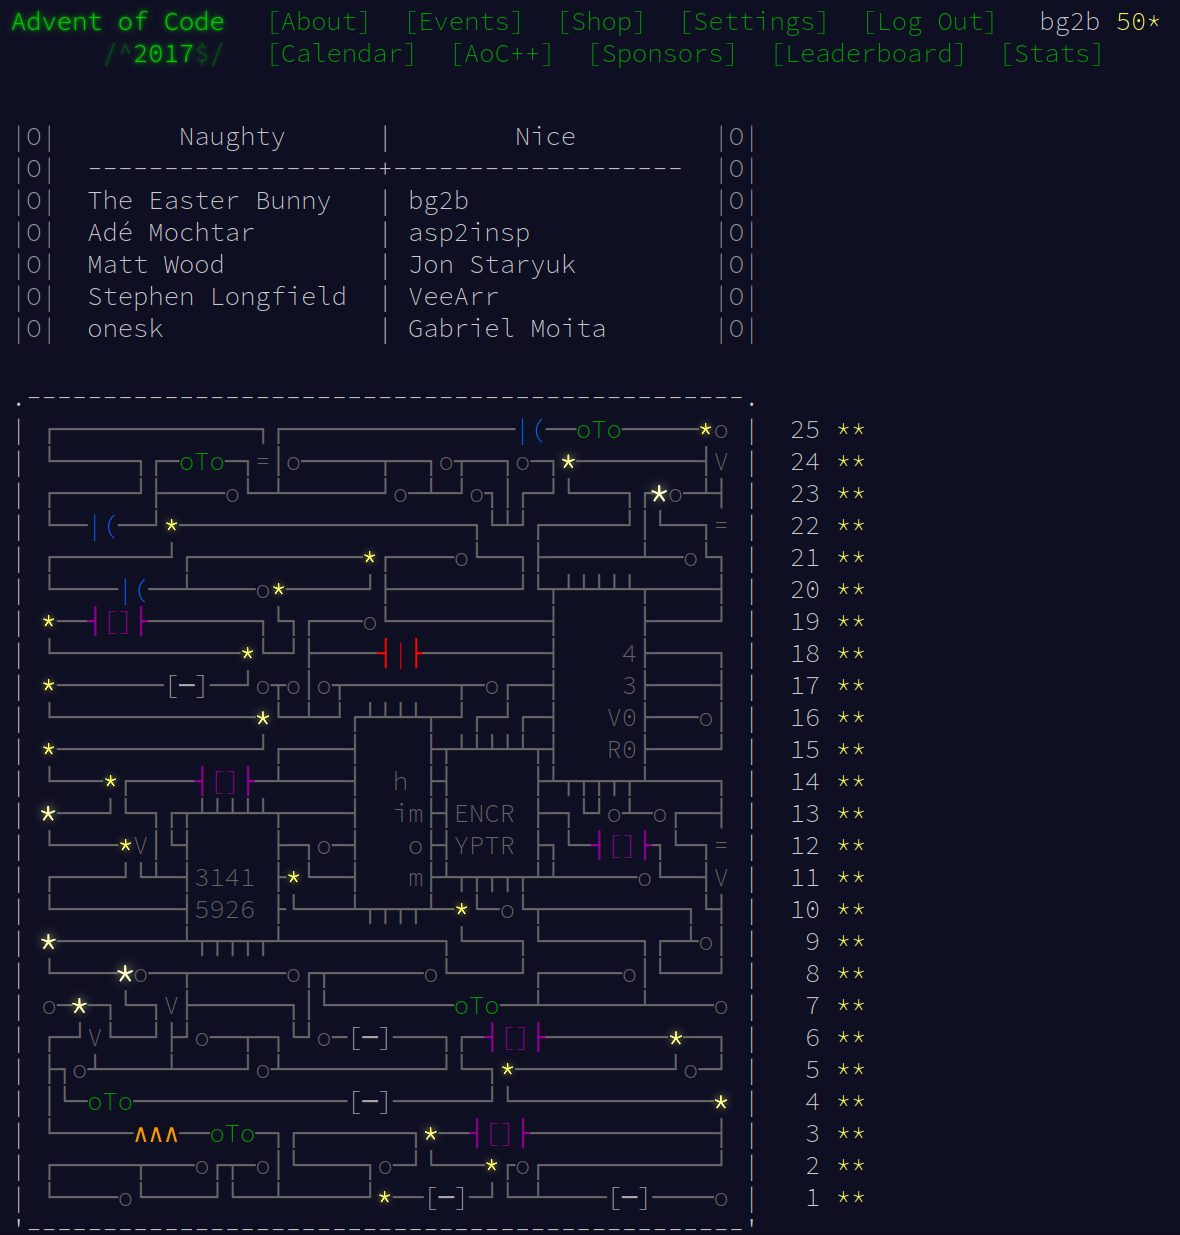 Advent of Code [About] [Events] [Shop] [Settings] [Log Out] bg2b 50*
/^2017$/ [Calendar] [AoC++] [Sponsors] [Leaderboard] [Stats]
|O| Naughty | Nice |O|
|O| -------------------+------------------- |O|
|O| The Easter Bunny | bg2b |O|
|O| Adé Mochtar | asp2insp |O|
|O| Matt Wood | Jon Staryuk |O|
|O| Stephen Longfield | VeeArr |O|
|O| onesk | Gabriel Moita |O|
|( oTo *o 25 **
oTo =|o o o * V 24 **
o o o *o 23 **
|( * = 22 **
* o o 21 **
|( o* 20 **
* [] o 19 **
* | 4 18 **
* [─] o o o o 3 17 **
* V0 o 16 **
* R0 15 **
* [] h 14 **
* im ENCR o o 13 **
*V o o YPTR [] = 12 **
3141 * m o V 11 **
5926 * o 10 **
* o 9 **
*o o o o 8 **
o * V oTo o 7 **
V o o [─] [] * 6 **
o o * o 5 **
oTo [─] * 4 **
∧∧∧ oTo * [] 3 **
o o o * o 2 **
o * [─] [─] o 1 **